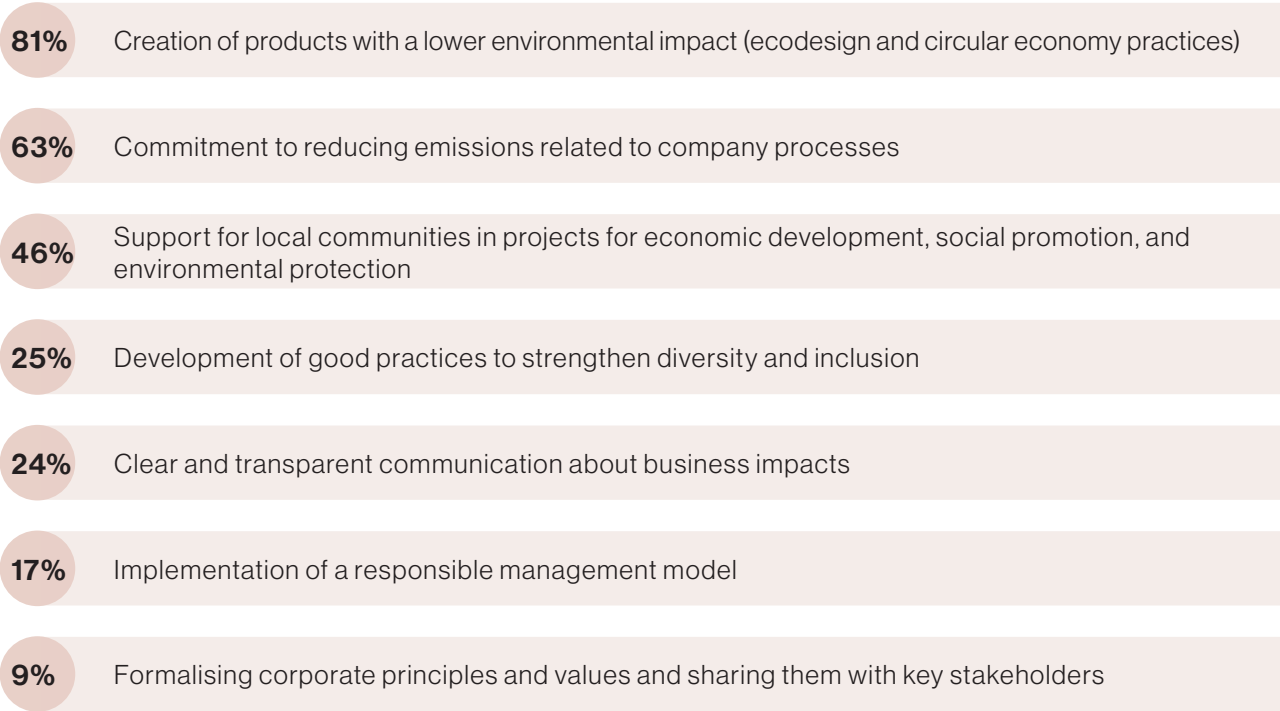 81% Creation of products with a lower environmental impact (ecodesign and circular economy practices)
63% Commitment to reducing emissions related to company processes
46% Support for local communities in projects for economic development, social promotion, and
environmental protection
25% Development of good practices to strengthen diversity and inclusion
24% Clear and transparent communication about business impacts
17% Implementation of a responsible management model
9% Formalising corporate principles and values and sharing them with key stakeholders